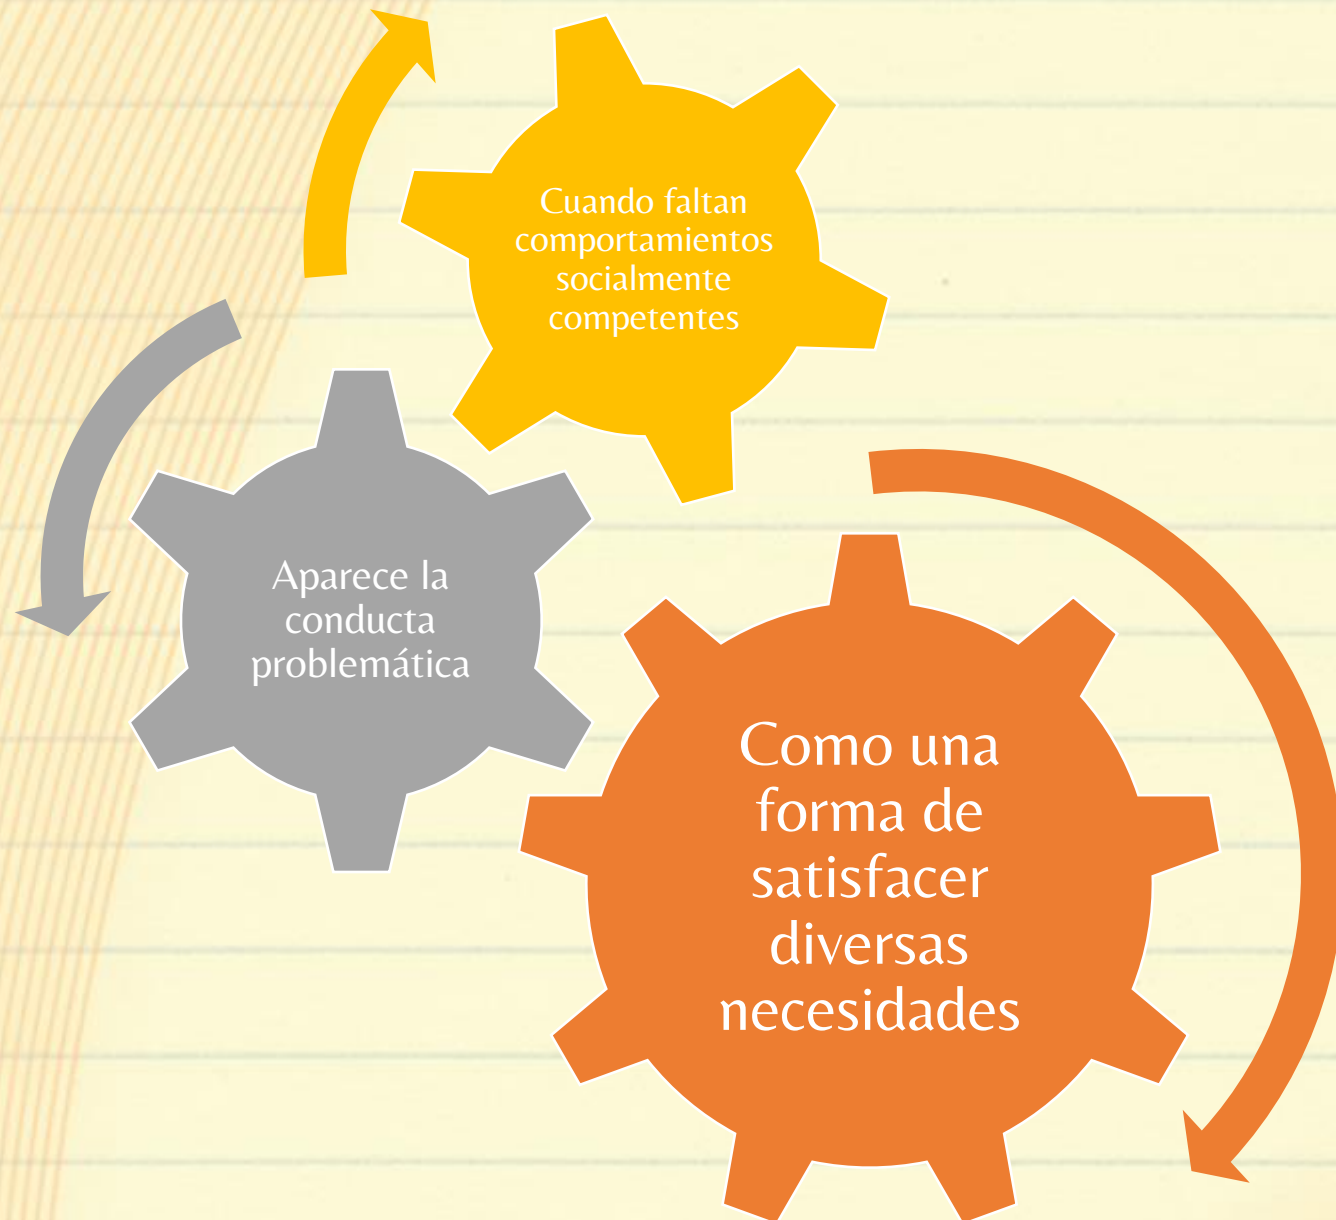 Cuando faltan
comportamientos
socialmente
competentes
Aparece la
conducta
problemática
Como una
forma de
satisfacer
diversas
necesidades